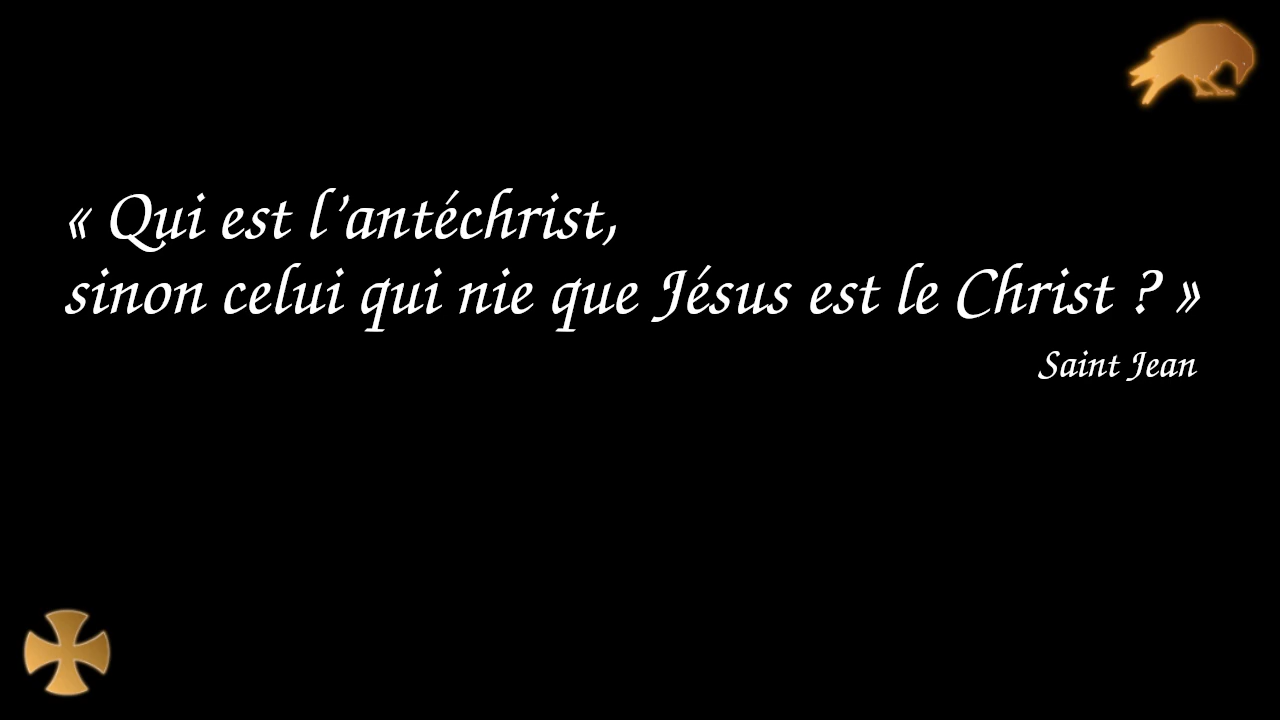 « Qui est l’antéchrist,
sinon celui qui nie que Jésus est le Christ ? »
Saint Jean